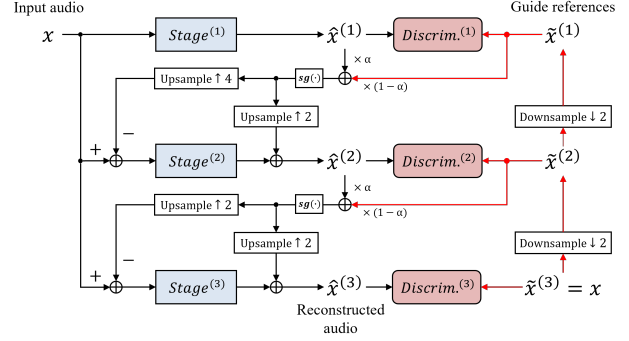 Input audio
Guide references
x
Stage⁽¹⁾
x̂⁽¹⁾
Discrim.⁽¹⁾
x̃⁽¹⁾
× α
Upsample ↑ 4
sg(·)
× (1 − α)
−
Upsample ↑ 2
Downsample ↓ 2
+
Stage⁽²⁾
x̂⁽²⁾
Discrim.⁽²⁾
x̃⁽²⁾
× α
Upsample ↑ 2
sg(·)
× (1 − α)
−
Upsample ↑ 2
Downsample ↓ 2
+
Stage⁽³⁾
x̂⁽³⁾
Discrim.⁽³⁾
x̃⁽³⁾ = x
Reconstructed
audio